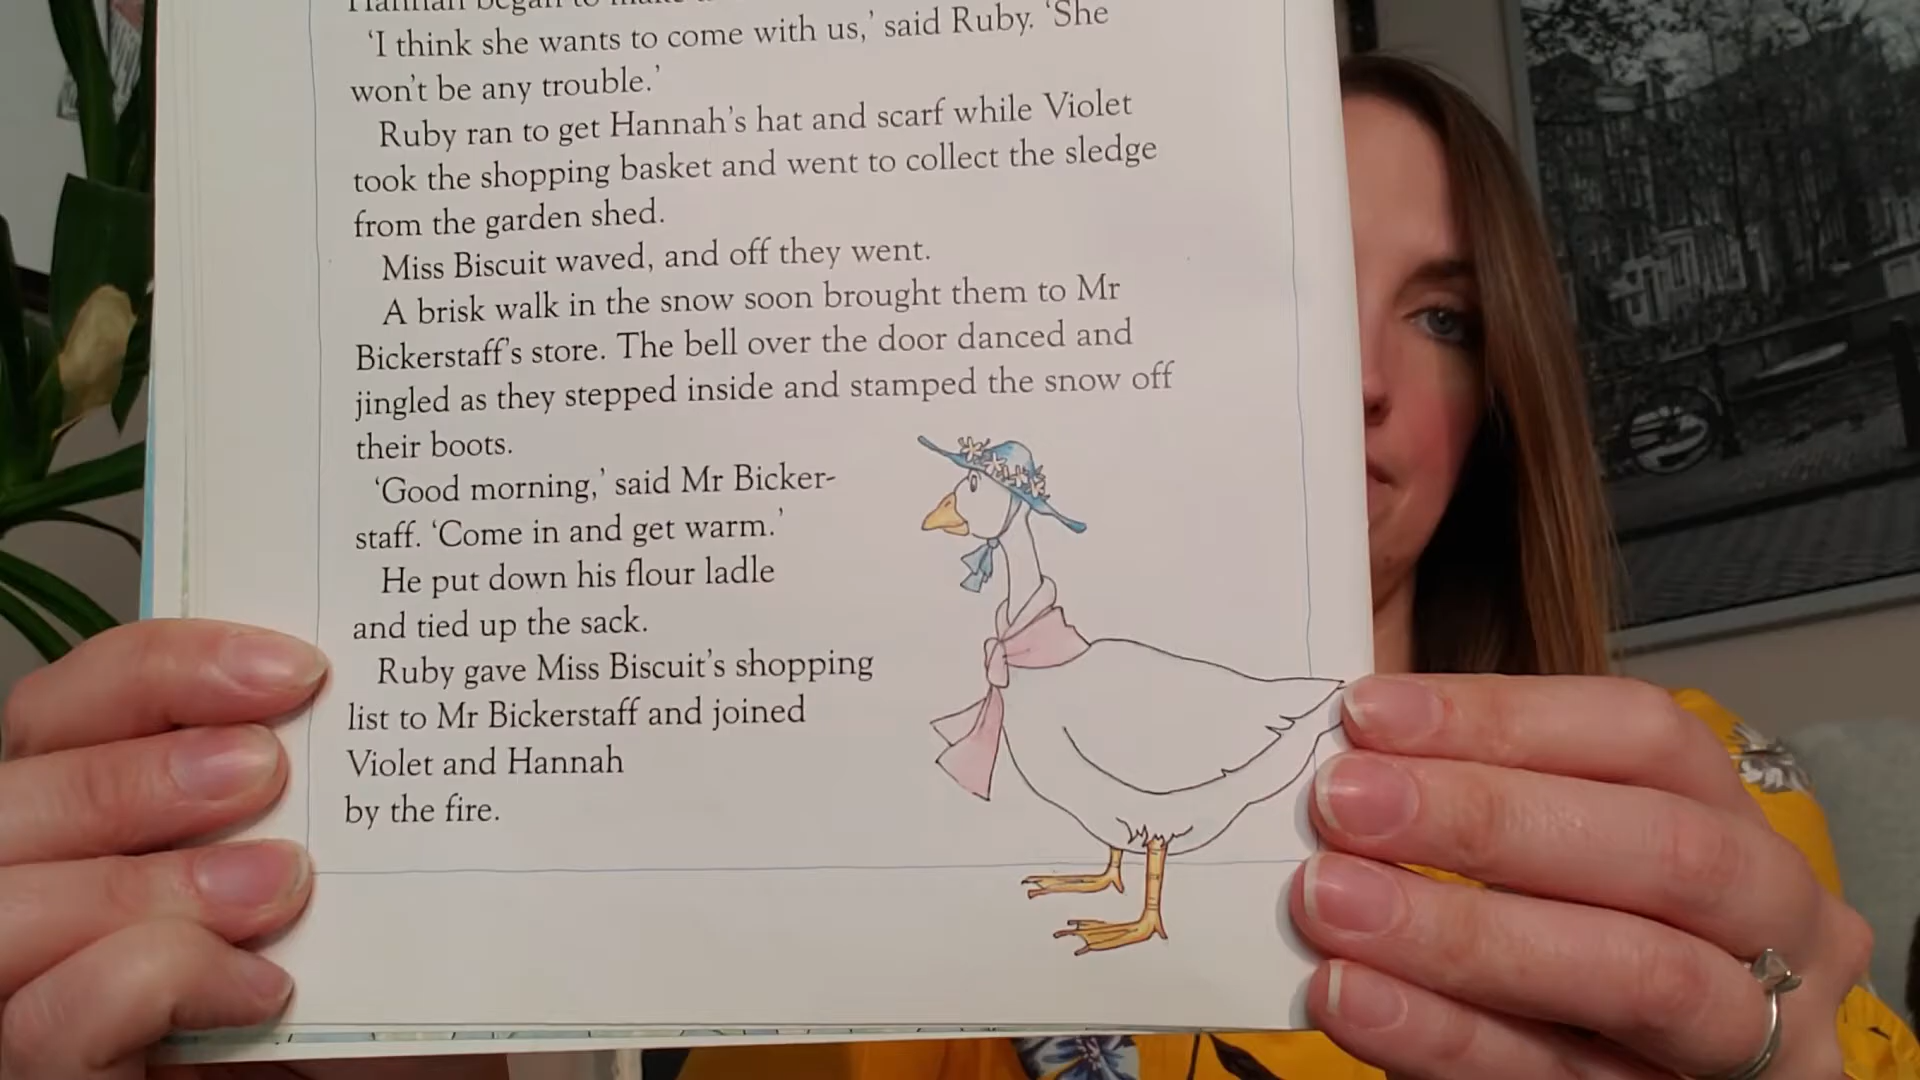 Hannah began to make
'I think she wants to come with us,' said Ruby. 'She
won't be any trouble.'
Ruby ran to get Hannah's hat and scarf while Violet
took the shopping basket and went to collect the sledge
from the garden shed.
Miss Biscuit waved, and off they went.
A brisk walk in the snow soon brought them to Mr
Bickerstaff's store. The bell over the door danced and
jingled as they stepped inside and stamped the snow off
their boots.
'Good morning,' said Mr Bicker-
staff. 'Come in and get warm.'
He put down his flour ladle
and tied up the sack.
Ruby gave Miss Biscuit's shopping
list to Mr Bickerstaff and joined
Violet and Hannah
by the fire.